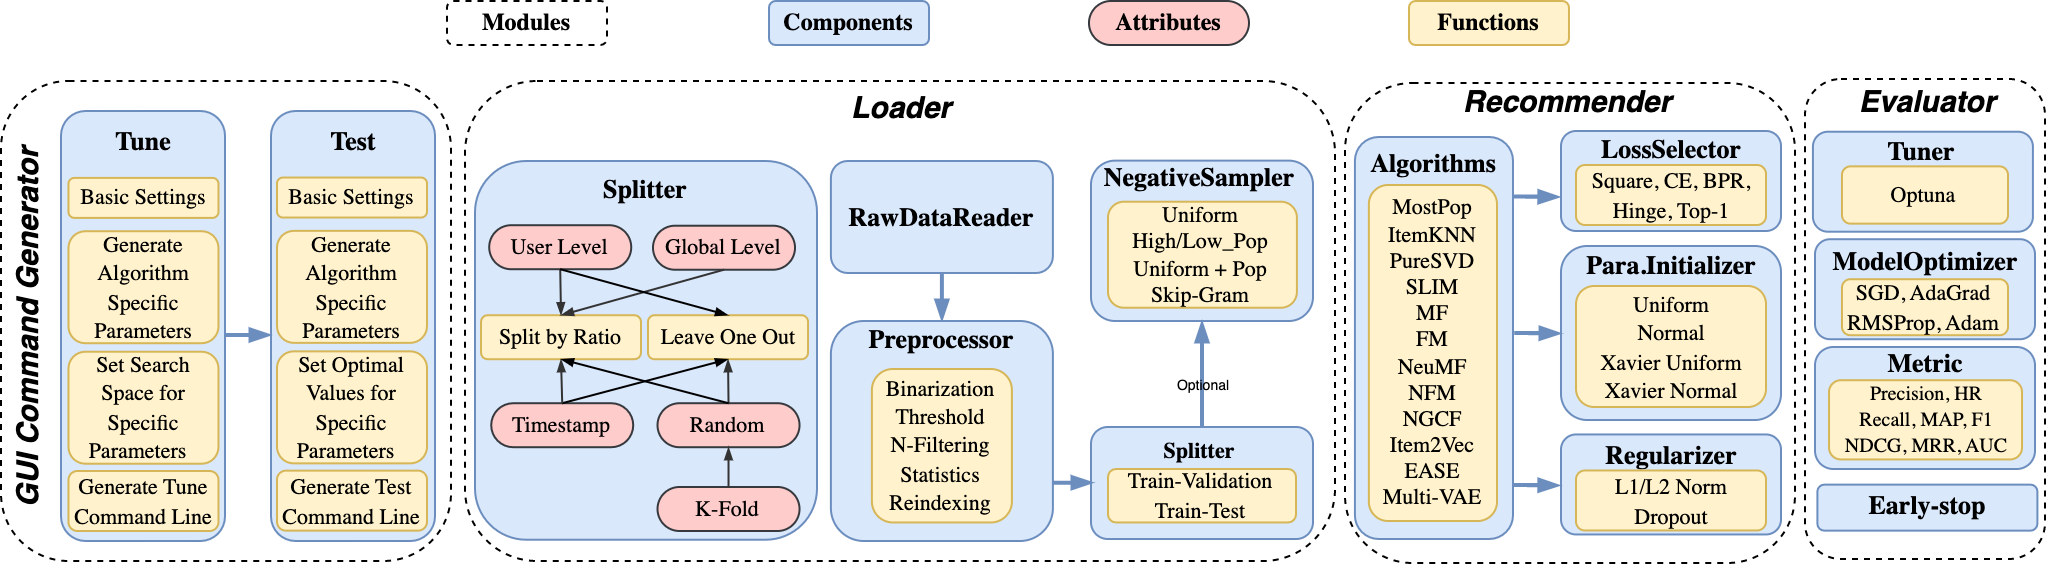 Modules
Components
Attributes
Functions
GUI Command Generator
Tune
Basic Settings
Generate
Algorithm
Specific
Parameters
Set Search
Space for
Specific
Parameters
Generate Tune
Command Line
Test
Basic Settings
Generate
Algorithm
Specific
Parameters
Set Optimal
Values for
Specific
Parameters
Generate Test
Command Line
Loader
Splitter
User Level
Global Level
Split by Ratio
Leave One Out
Timestamp
Random
K-Fold
RawDataReader
Preprocessor
Binarization
Threshold
N-Filtering
Statistics
Reindexing
NegativeSampler
Uniform
High/Low_Pop
Uniform + Pop
Skip-Gram
Optional
Splitter
Train-Validation
Train-Test
Recommender
Algorithms
MostPop
ItemKNN
PureSVD
SLIM
MF
FM
NeuMF
NFM
NGCF
Item2Vec
EASE
Multi-VAE
LossSelector
Square, CE, BPR,
Hinge, Top-1
Para.Initializer
Uniform
Normal
Xavier Uniform
Xavier Normal
Regularizer
L1/L2 Norm
Dropout
Evaluator
Tuner
Optuna
ModelOptimizer
SGD, AdaGrad
RMSProp, Adam
Metric
Precision, HR
Recall, MAP, F1
NDCG, MRR, AUC
Early-stop